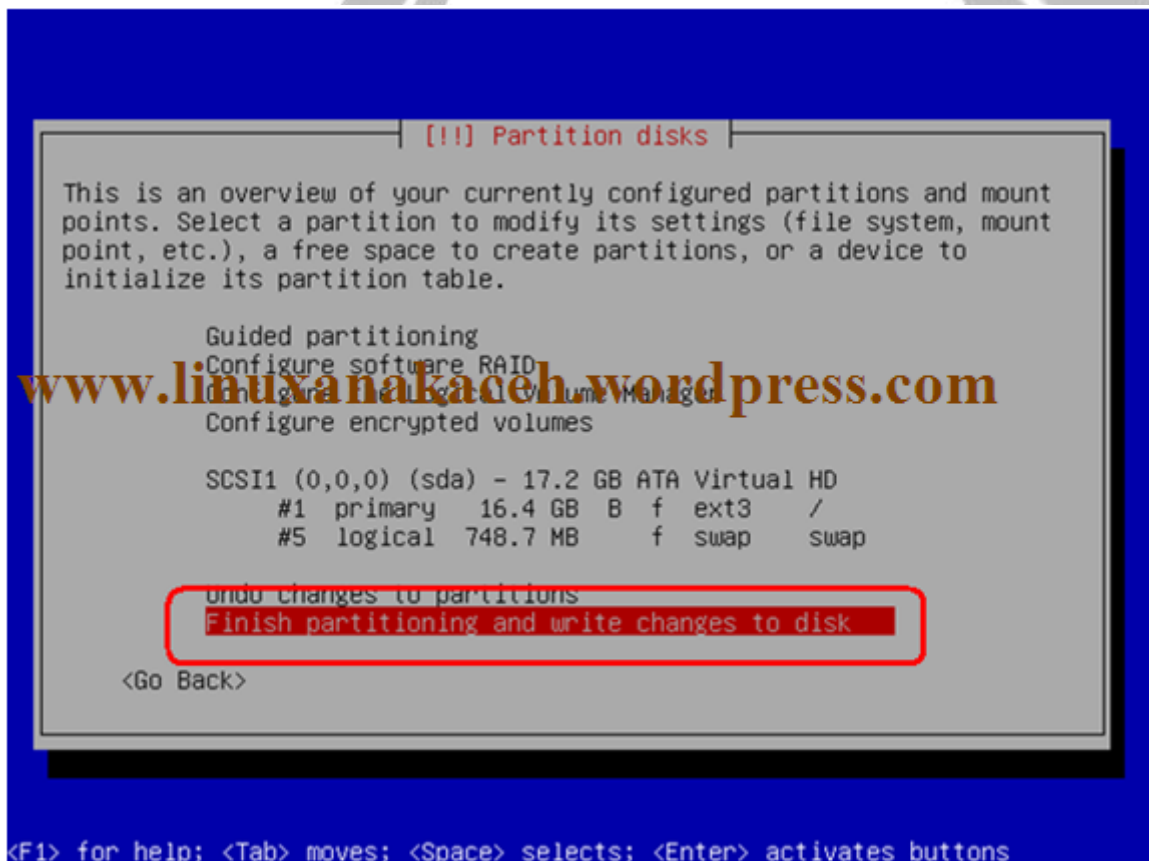 [!!] Partition disks
This is an overview of your currently configured partitions and mount
points. Select a partition to modify its settings (file system, mount
point, etc.), a free space to create partitions, or a device to
initialize its partition table.
Guided partitioning
Configure software RAID
www.linuxanakaceh.wordpress.com
Configure the Logical Volume Manager
Configure encrypted volumes
SCSI1 (0,0,0) (sda) - 17.2 GB ATA Virtual HD
#1 primary 16.4 GB B f ext3 /
#5 logical 748.7 MB f swap swap
Undo changes to partitions
Finish partitioning and write changes to disk
<Go Back>
<F1> for help; <Tab> moves; <Space> selects; <Enter> activates buttons